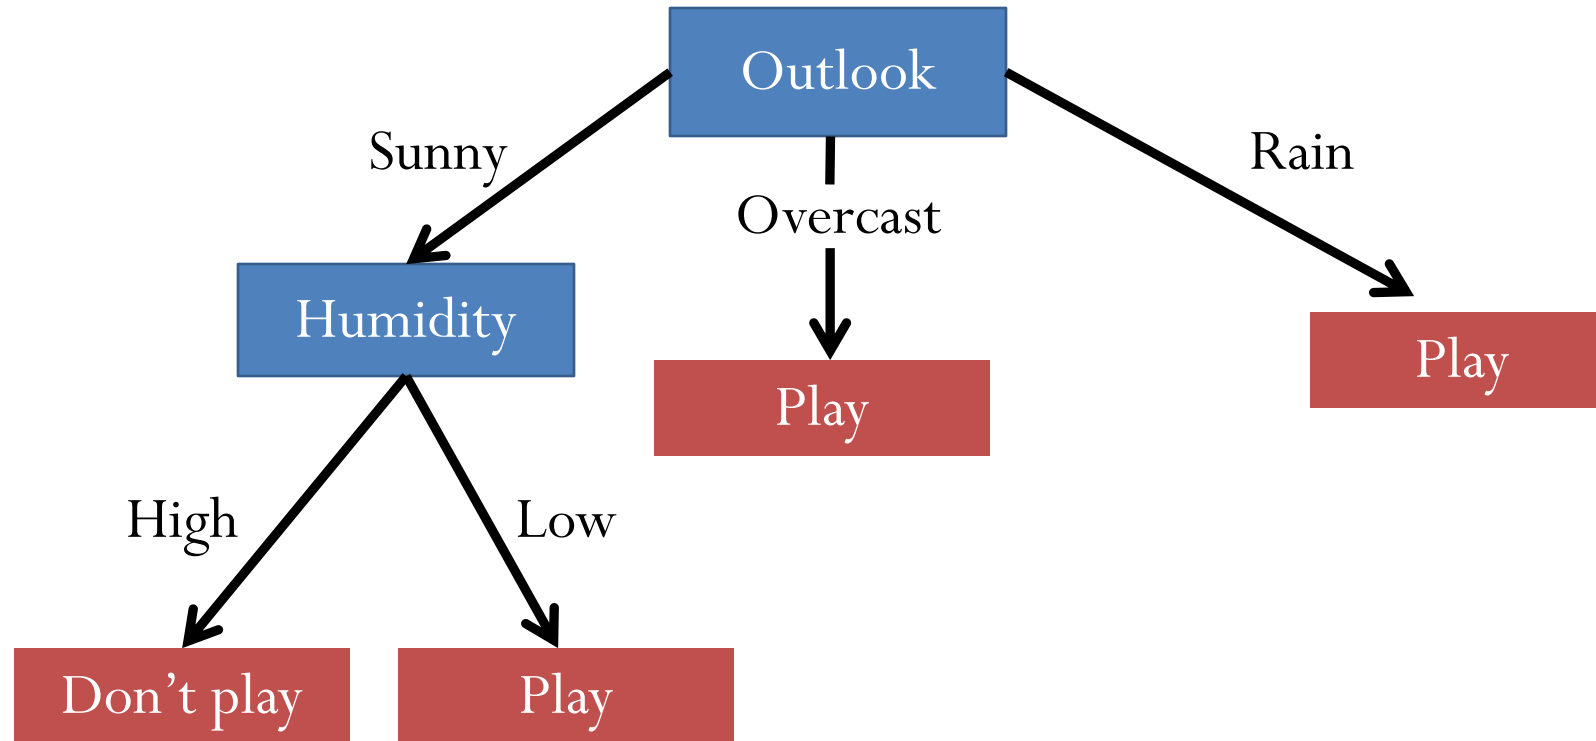 Outlook
Sunny
Rain
Overcast
Humidity
Play
Play
High
Low
Don’t play
Play